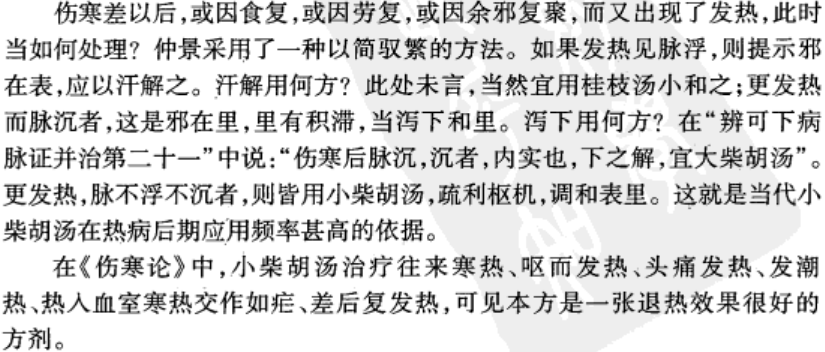 伤寒差以后,或因食复,或因劳复,或因余邪复聚,而又出现了发热,此时
当如何处理?仲景采用了一种以简驭繁的方法。如果发热见脉浮,则提示邪
在表,应以汗解之。汗解用何方?此处未言,当然宜用桂枝汤小和之;更发热
而脉沉者,这是邪在里,里有积滞,当泻下和里。泻下用何方?在“辨可下病
脉证并治第二十一”中说:“伤寒后脉沉,沉者,内实也,下之解,宜大柴胡汤”。
更发热,脉不浮不沉者,则皆用小柴胡汤,疏利枢机,调和表里。这就是当代小
柴胡汤在热病后期应用频率甚高的依据。
在《伤寒论》中,小柴胡汤治疗往来寒热、呕而发热、头痛发热、发潮
热、热入血室寒热交作如疟、差后复发热,可见本方是一张退热效果很好的
方剂。